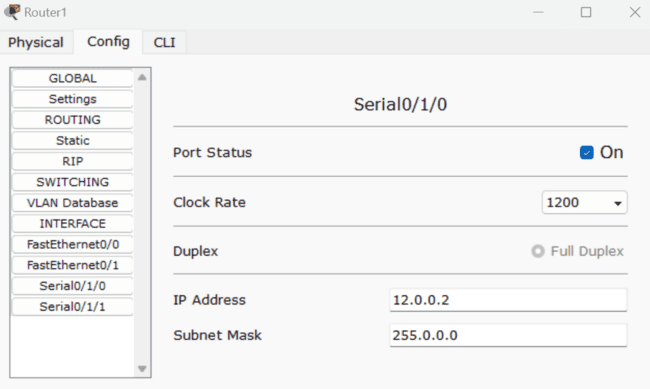 Router1
Physical Config CLI
GLOBAL
Settings
ROUTING
Static
RIP
SWITCHING
VLAN Database
INTERFACE
FastEthernet0/0
FastEthernet0/1
Serial0/1/0
Serial0/1/1
Serial0/1/0
Port Status On
Clock Rate 1200
Duplex Full Duplex
IP Address 12.0.0.2
Subnet Mask 255.0.0.0